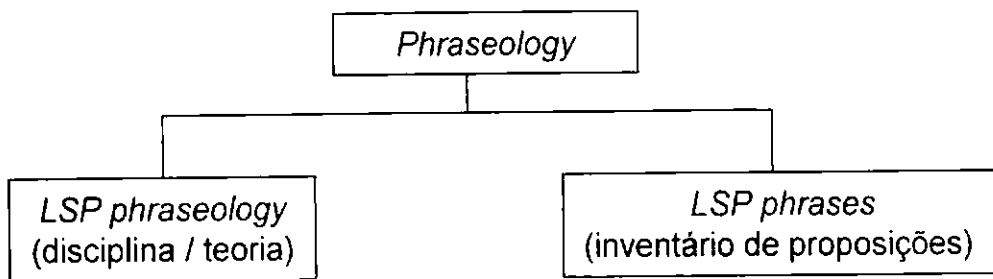 Phraseology
LSP phraseology
(disciplina / teoria)
LSP phrases
(inventário de proposições)